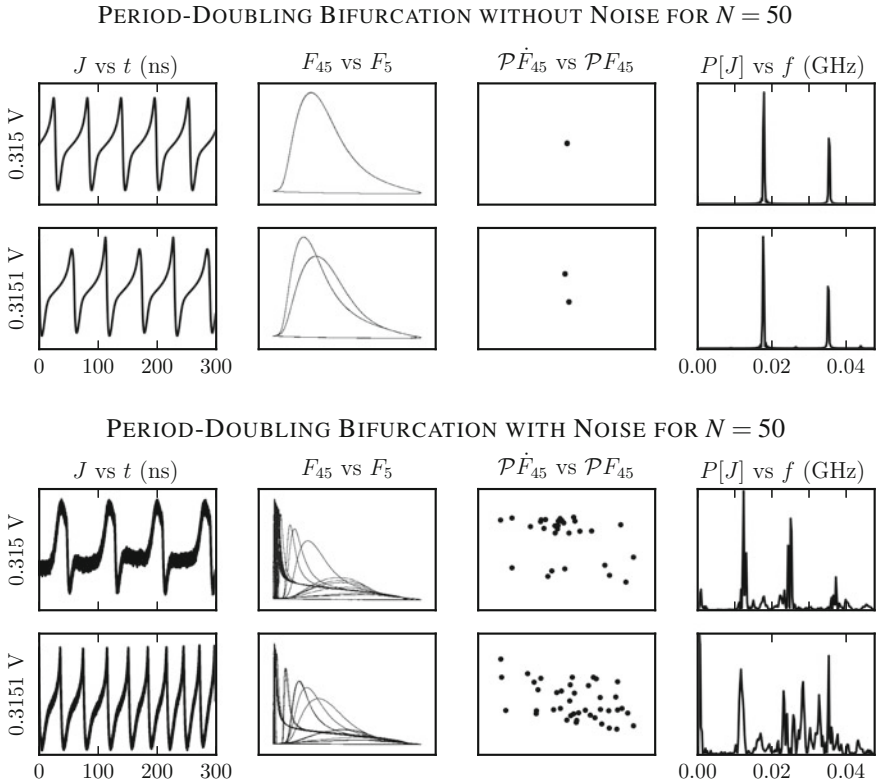 PERIOD-DOUBLING BIFURCATION WITHOUT NOISE FOR N = 50
J vs t (ns) F₄₅ vs F₅ 𝒫Ḟ₄₅ vs 𝒫F₄₅ P[J] vs f (GHz)
0.315 V
0.3151 V
0 100 200 300 0.00 0.02 0.04
PERIOD-DOUBLING BIFURCATION WITH NOISE FOR N = 50
J vs t (ns) F₄₅ vs F₅ 𝒫Ḟ₄₅ vs 𝒫F₄₅ P[J] vs f (GHz)
0.315 V
0.3151 V
0 100 200 300 0.00 0.02 0.04